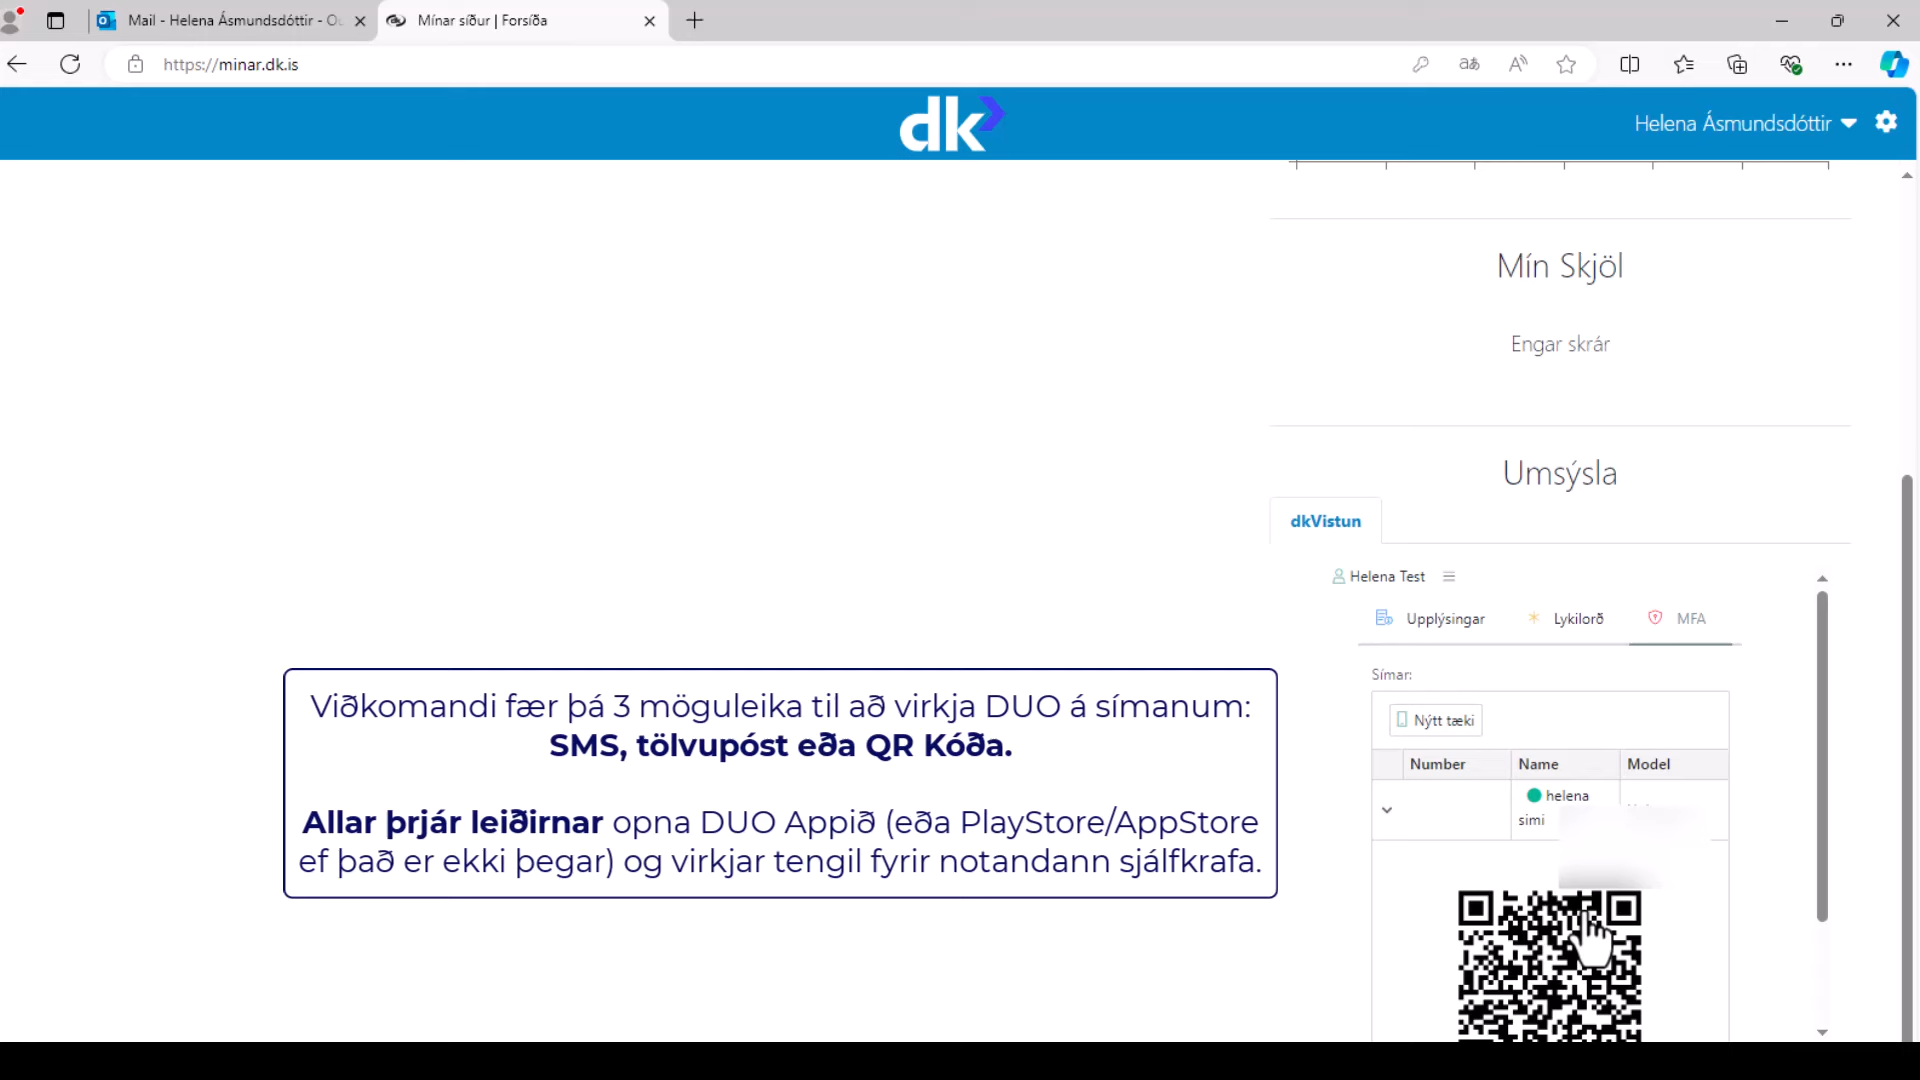 Mail - Helena Ásmundsdóttir - O
Mínar síður | Forsíða
https://minar.dk.is
dk
Helena Ásmundsdóttir
Mín Skjöl
Engar skrár
Umsýsla
dkVistun
Helena Test
Upplýsingar
Lykilorð
MFA
Símar:
Nýtt tæki
Number
Name
Model
helena
simi
Viðkomandi fær þá 3 möguleika til að virkja DUO á símanum:
SMS, tölvupóst eða QR Kóða.
Allar þrjár leiðirnar opna DUO Appið (eða PlayStore/AppStore
ef það er ekki þegar) og virkjar tengil fyrir notandann sjálfkrafa.